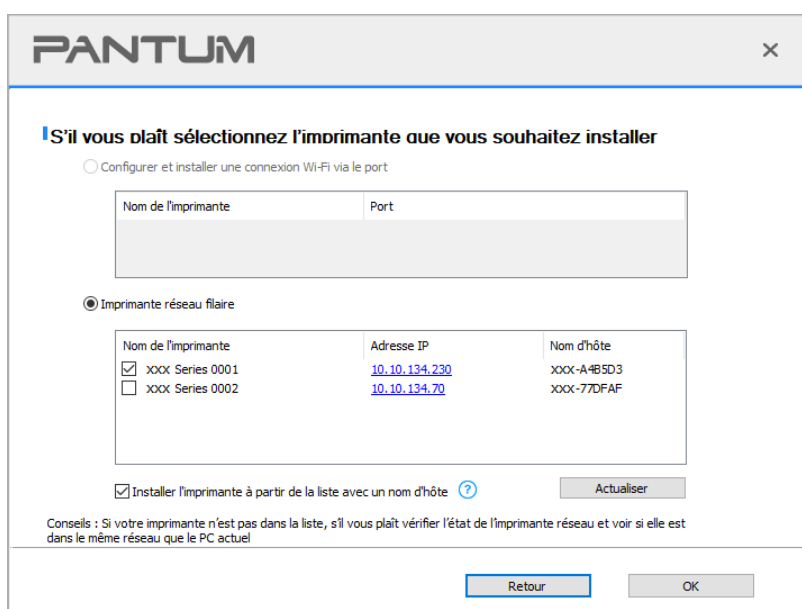 PANTUM
S'il vous plaît sélectionnez l'imprimante que vous souhaitez installer
Configurer et installer une connexion Wi-Fi via le port
Nom de l'imprimante Port
Imprimante réseau filaire
Nom de l'imprimante Adresse IP Nom d'hôte
XXX Series 0001 10.10.134.230 XXX-A4B5D3
XXX Series 0002 10.10.134.70 XXX-77DFAF
Installer l'imprimante à partir de la liste avec un nom d'hôte ? Actualiser
Conseils : Si votre imprimante n'est pas dans la liste, s'il vous plaît vérifier l'état de l'imprimante réseau et voir si elle est
dans le même réseau que le PC actuel
Retour OK